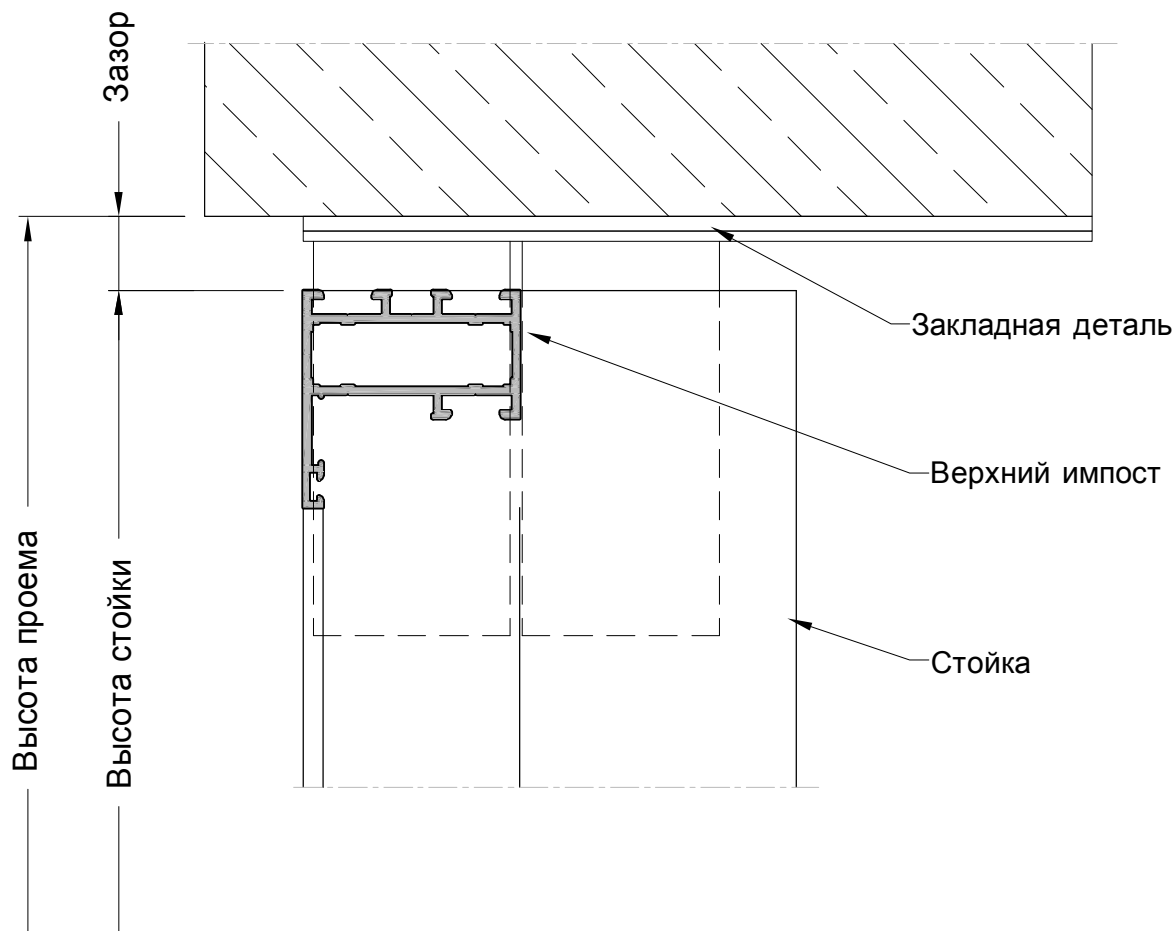 Зазор
Закладная деталь
Верхний импост
Стойка
Высота проема
Высота стойки